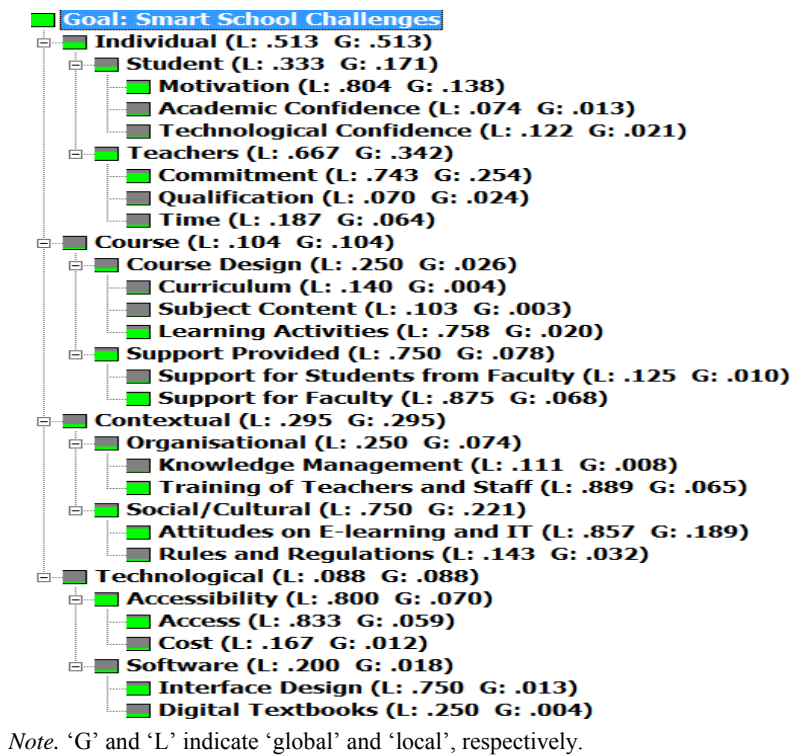 Goal: Smart School Challenges
Individual (L: .513 G: .513)
Student (L: .333 G: .171)
Motivation (L: .804 G: .138)
Academic Confidence (L: .074 G: .013)
Technological Confidence (L: .122 G: .021)
Teachers (L: .667 G: .342)
Commitment (L: .743 G: .254)
Qualification (L: .070 G: .024)
Time (L: .187 G: .064)
Course (L: .104 G: .104)
Course Design (L: .250 G: .026)
Curriculum (L: .140 G: .004)
Subject Content (L: .103 G: .003)
Learning Activities (L: .758 G: .020)
Support Provided (L: .750 G: .078)
Support for Students from Faculty (L: .125 G: .010)
Support for Faculty (L: .875 G: .068)
Contextual (L: .295 G: .295)
Organisational (L: .250 G: .074)
Knowledge Management (L: .111 G: .008)
Training of Teachers and Staff (L: .889 G: .065)
Social/Cultural (L: .750 G: .221)
Attitudes on E-learning and IT (L: .857 G: .189)
Rules and Regulations (L: .143 G: .032)
Technological (L: .088 G: .088)
Accessibility (L: .800 G: .070)
Access (L: .833 G: .059)
Cost (L: .167 G: .012)
Software (L: .200 G: .018)
Interface Design (L: .750 G: .013)
Digital Textbooks (L: .250 G: .004)
Note. ‘G’ and ‘L’ indicate ‘global’ and ‘local’, respectively.